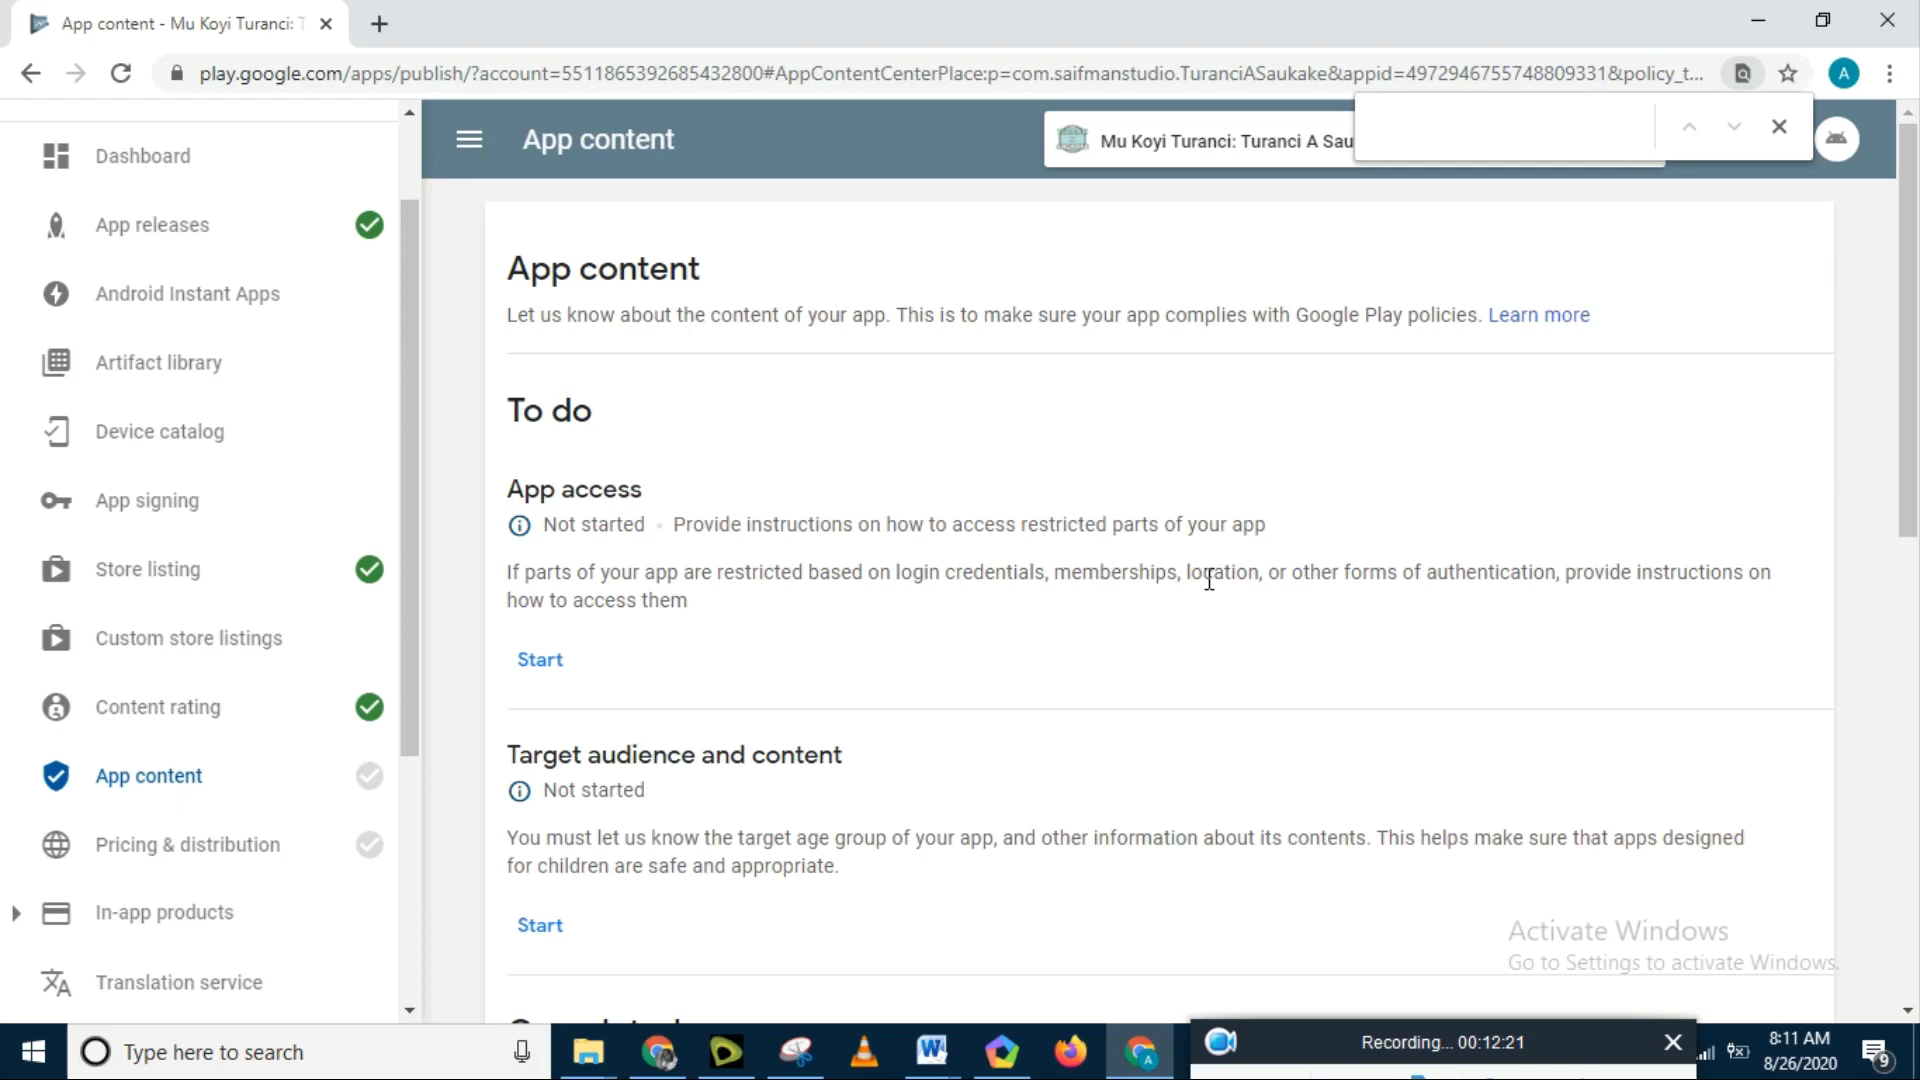 App content - Mu Koyi Turanci: T
play.google.com/apps/publish/?account=5511865392685432800#AppContentCenterPlace:p=com.saifmanstudio.TuranciASaukake&appid=4972946755748809331&policy_t...
A
Dashboard
App releases
Android Instant Apps
Artifact library
Device catalog
App signing
Store listing
Custom store listings
Content rating
App content
Pricing & distribution
In-app products
Translation service
App content
Mu Koyi Turanci: Turanci A Sau
App content
Let us know about the content of your app. This is to make sure your app complies with Google Play policies. Learn more
To do
App access
Not started • Provide instructions on how to access restricted parts of your app
If parts of your app are restricted based on login credentials, memberships, location, or other forms of authentication, provide instructions on
how to access them
Start
Target audience and content
Not started
You must let us know the target age group of your app, and other information about its contents. This helps make sure that apps designed
for children are safe and appropriate.
Start
Activate Windows
Go to Settings to activate Windows.
Type here to search
Recording... 00:12:21
8:11 AM
8/26/2020
9